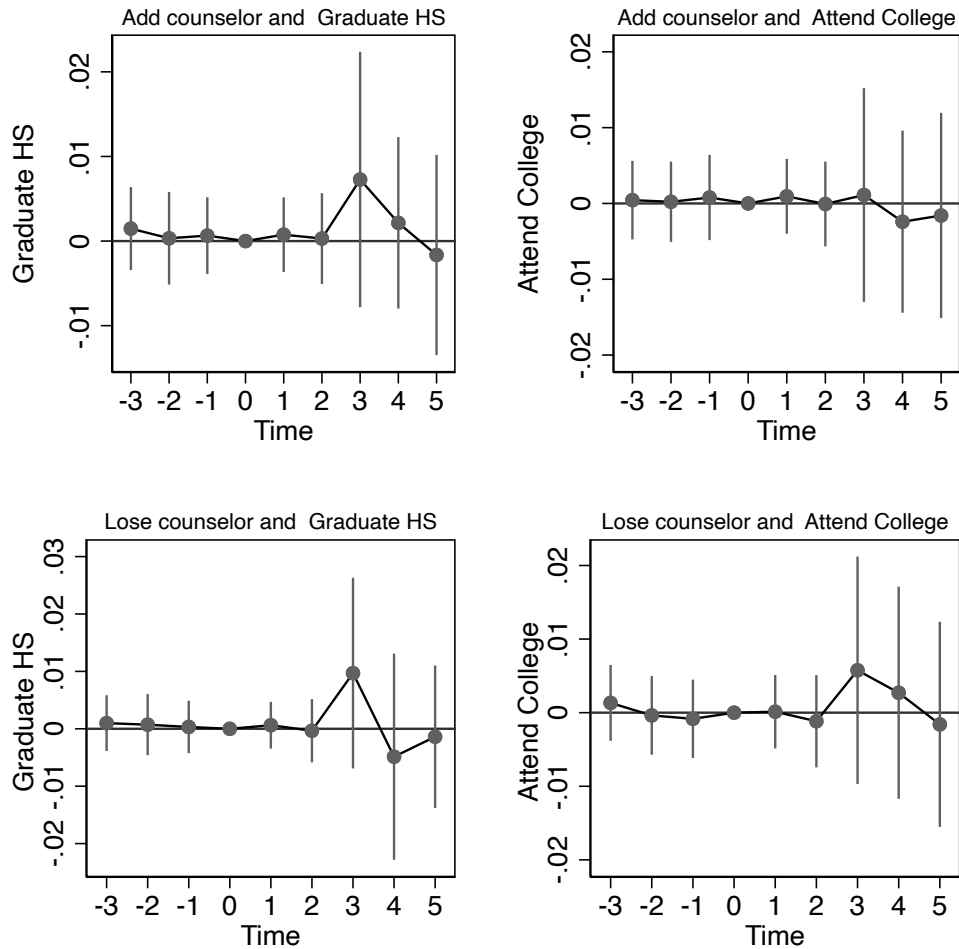 Add counselor and  Graduate HS
Graduate HS
.02
.01
0
-.01
-3 -2 -1 0 1 2 3 4 5
Time
Add counselor and  Attend College
Attend College
.02
.01
0
-.01
-.02
-3 -2 -1 0 1 2 3 4 5
Time
Lose counselor and  Graduate HS
Graduate HS
.03
.02
.01
0
-.01
-.02
-3 -2 -1 0 1 2 3 4 5
Time
Lose counselor and  Attend College
Attend College
.02
.01
0
-.01
-.02
-3 -2 -1 0 1 2 3 4 5
Time